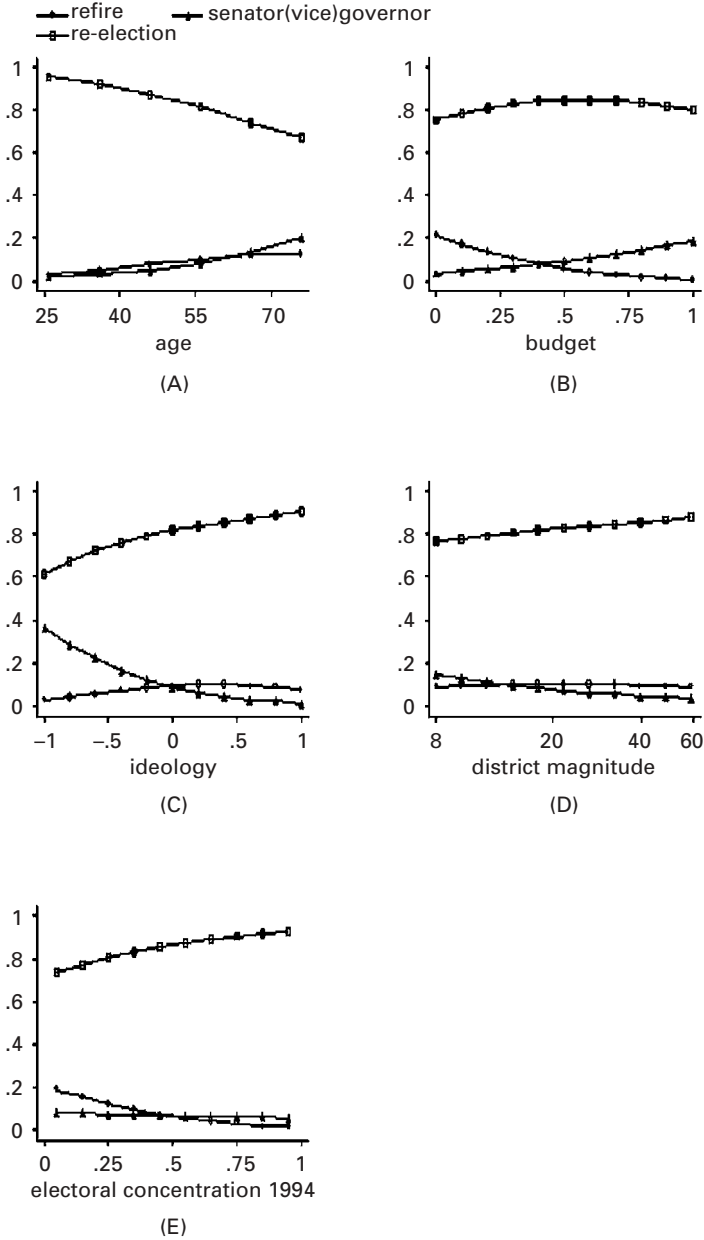 refire senator(vice)governor
re-election
1
.8
.6
.4
.2
0
25 40 55 70
age
(A)
1
.8
.6
.4
.2
0
0 .25 .5 .75 1
budget
(B)
1
.8
.6
.4
.2
0
–1 –.5 0 .5 1
ideology
(C)
1
.8
.6
.4
.2
0
8 20 40 60
district magnitude
(D)
1
.8
.6
.4
.2
0
0 .25 .5 .75 1
electoral concentration 1994
(E)